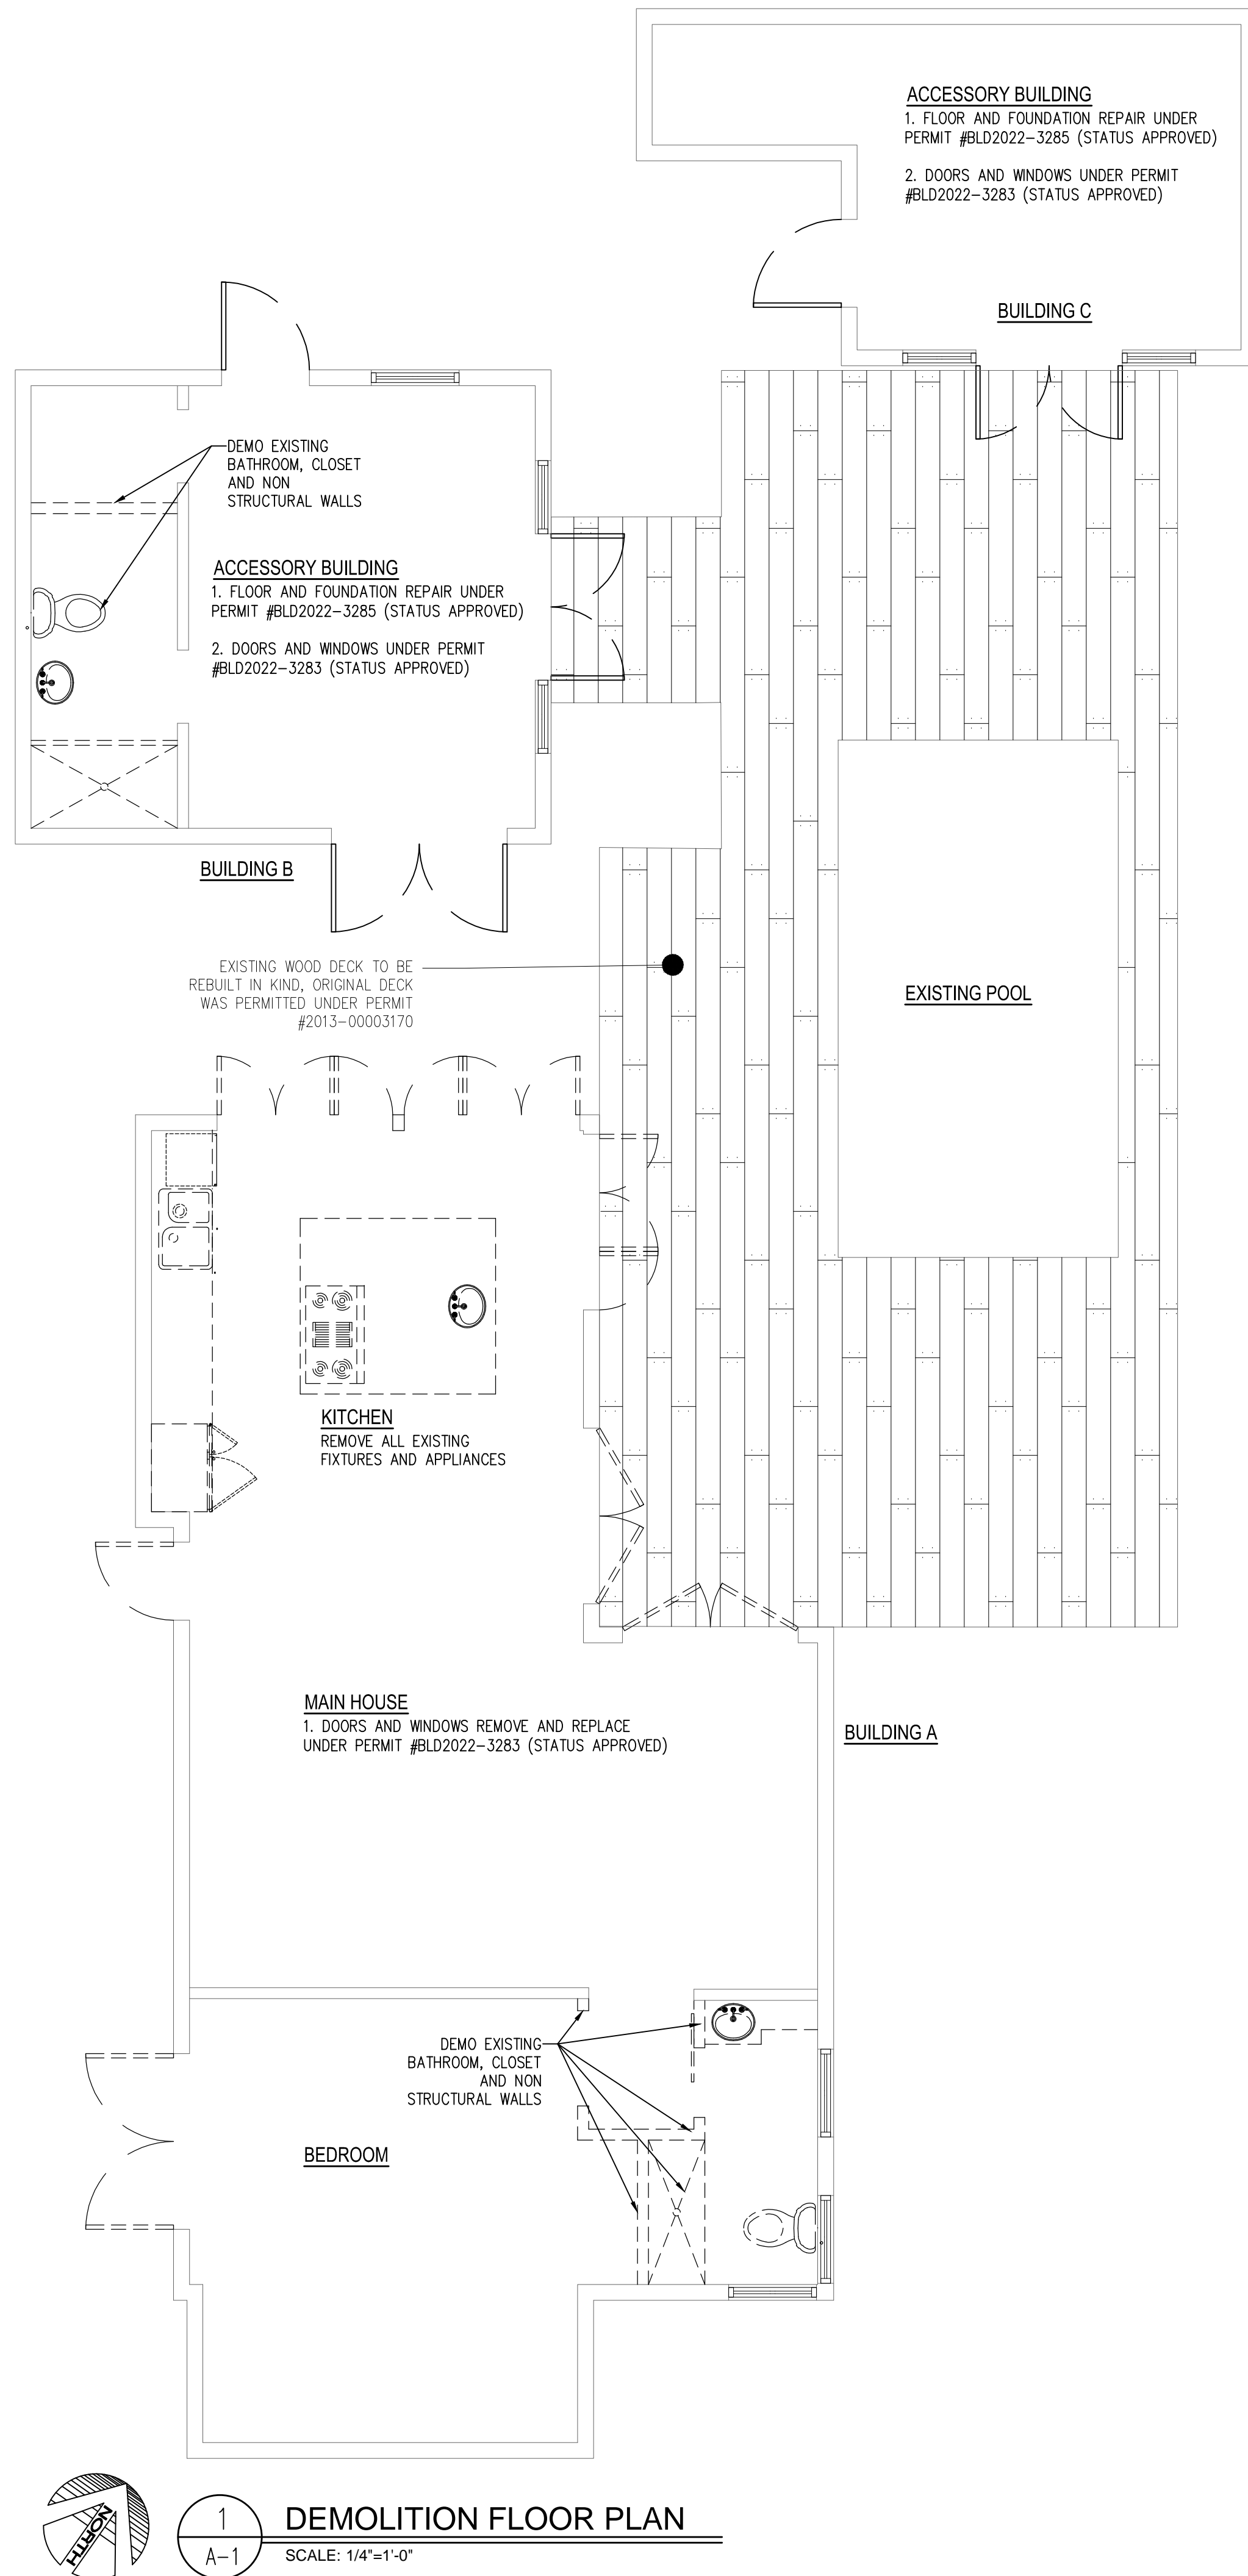 ACCESSORY BUILDING
1. FLOOR AND FOUNDATION REPAIR UNDER
PERMIT #BLD2022-3285 (STATUS APPROVED)
2. DOORS AND WINDOWS UNDER PERMIT
#BLD2022-3283 (STATUS APPROVED)
BUILDING C
DEMO EXISTING
BATHROOM, CLOSET
AND NON
STRUCTURAL WALLS
ACCESSORY BUILDING
1. FLOOR AND FOUNDATION REPAIR UNDER
PERMIT #BLD2022-3285 (STATUS APPROVED)
2. DOORS AND WINDOWS UNDER PERMIT
#BLD2022-3283 (STATUS APPROVED)
BUILDING B
EXISTING WOOD DECK TO BE
REBUILT IN KIND, ORIGINAL DECK
WAS PERMITTED UNDER PERMIT
#2013-00003170
EXISTING POOL
KITCHEN
REMOVE ALL EXISTING
FIXTURES AND APPLIANCES
MAIN HOUSE
1. DOORS AND WINDOWS REMOVE AND REPLACE
UNDER PERMIT #BLD2022-3283 (STATUS APPROVED)
BUILDING A
DEMO EXISTING
BATHROOM, CLOSET
AND NON
STRUCTURAL WALLS
BEDROOM
NORTH
1
A-1
DEMOLITION FLOOR PLAN
SCALE: 1/4"=1'-0"